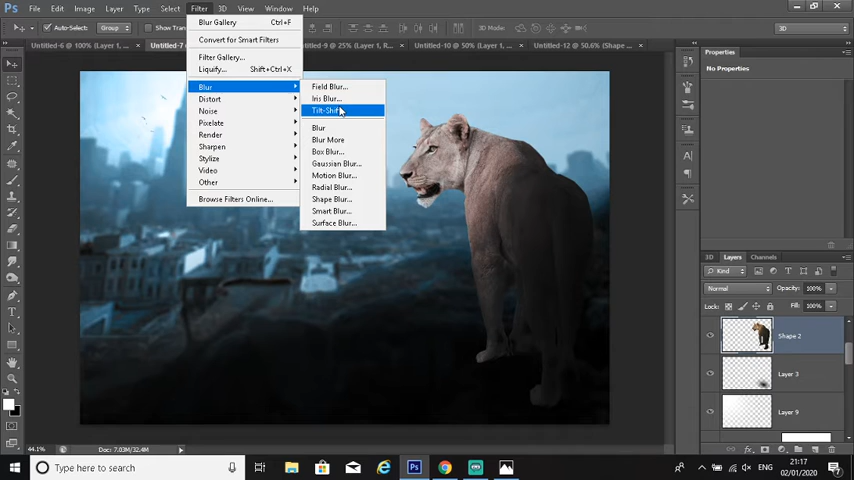 Ps File Edit Image Layer Type Select Filter 3D View Window Help
Auto-Select: Group Show Tran
3D Mode: 3D
Untitled-6 @ 66% (Layer 1,
Untitled-7
-9 @ 25% (Layer 1, R...
Untitled-10 @ 50% (Layer 1, ...
Untitled-12 @ 50.6% (Shape ...
Blur Gallery Ctrl+F
Convert for Smart Filters
Filter Gallery...
Liquify... Shift+Ctrl+X
Blur
Distort
Noise
Pixelate
Render
Sharpen
Stylize
Video
Other
Browse Filters Online...
Field Blur...
Iris Blur...
Tilt-Shif
Blur
Blur More
Box Blur...
Gaussian Blur...
Motion Blur...
Radial Blur...
Shape Blur...
Smart Blur...
Surface Blur...
Properties
No Properties
3D Layers Channels
Kind
Normal Opacity: 100%
Lock: Fill: 100%
Shape 2
Layer 3
Layer 9
44.1% Doc: 7.03M/32.4M
Type here to search
ENG
21:17
02/01/2020